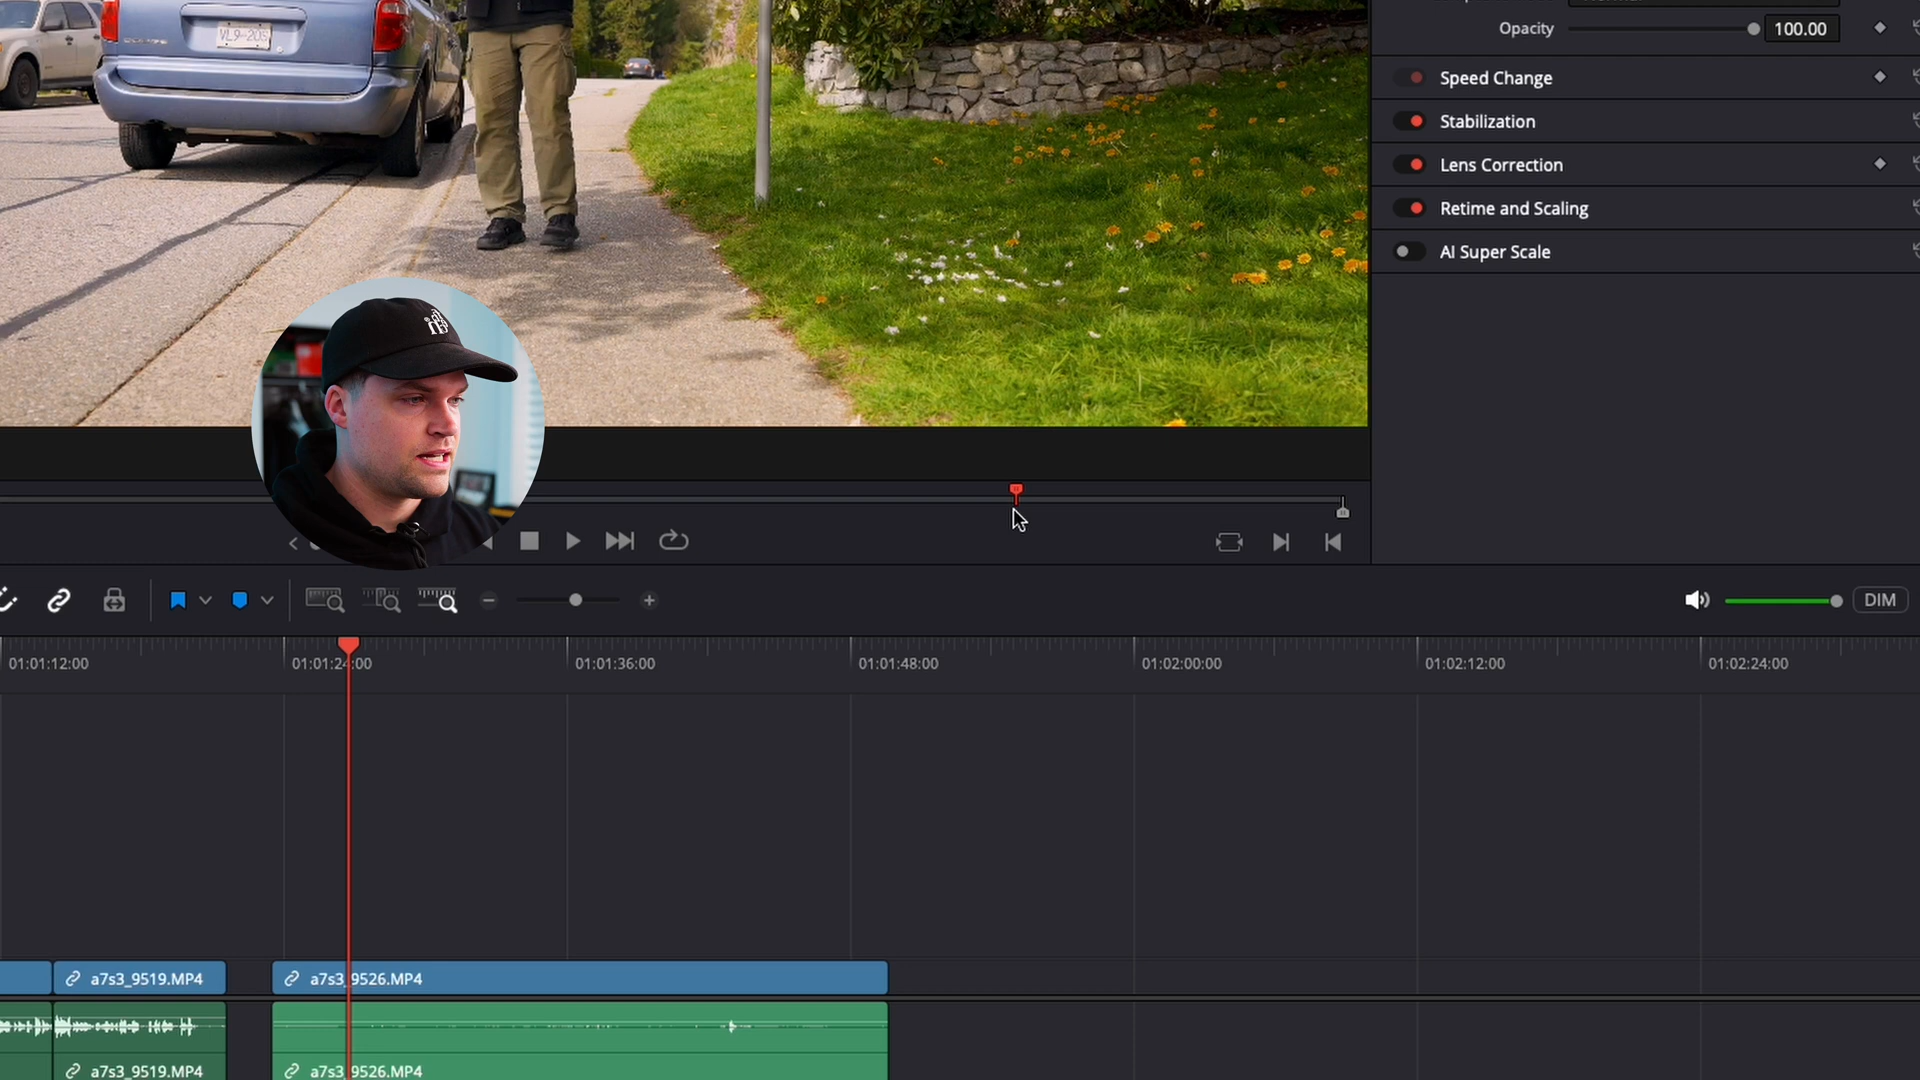 Opacity 100.00
Speed Change
Stabilization
Lens Correction
Retime and Scaling
AI Super Scale
DIM
01:01:12:00 01:01:24:00 01:01:36:00 01:01:48:00 01:02:00:00 01:02:12:00 01:02:24:00
a7s3_9519.MP4 a7s3_9526.MP4
a7s3_9519.MP4 a7s3_9526.MP4